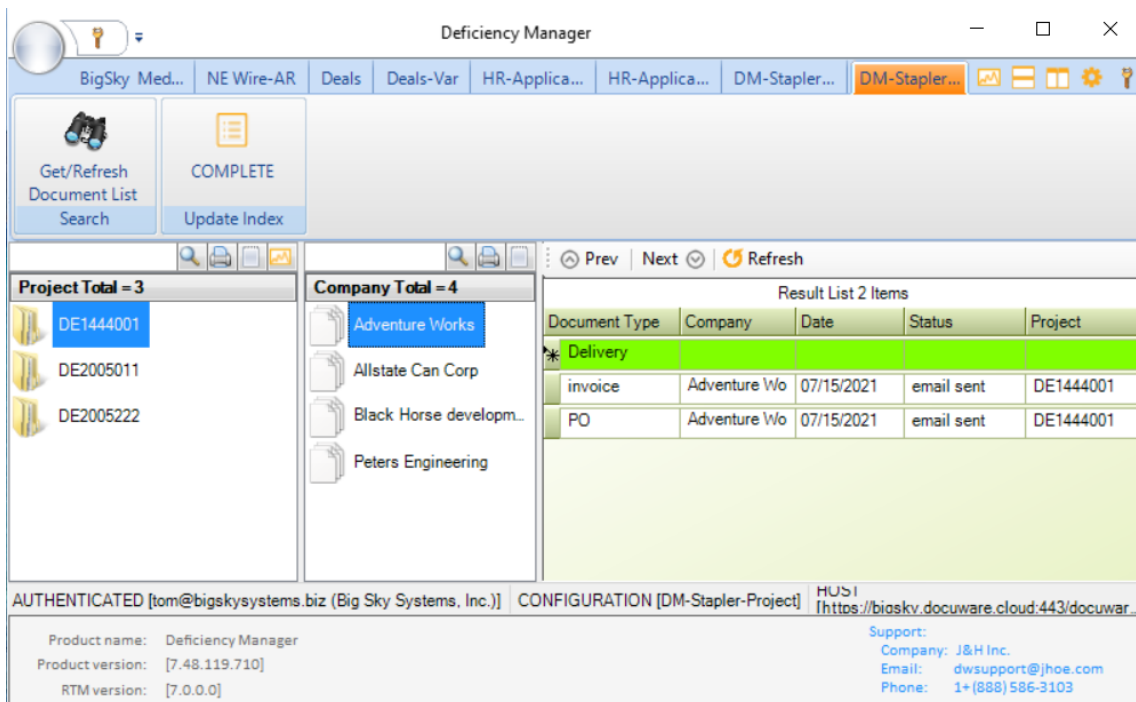 Deficiency Manager
BigSky Med... NE Wire-AR Deals Deals-Var HR-Applica... HR-Applica... DM-Stapler... DM-Stapler...
Get/Refresh
Document List
COMPLETE
Search Update Index
Prev Next Refresh
Project Total = 3
DE1444001
DE2005011
DE2005222
Company Total = 4
Adventure Works
Allstate Can Corp
Black Horse developm...
Peters Engineering
Result List 2 Items
Document Type Company Date Status Project
Delivery
invoice Adventure Wo 07/15/2021 email sent DE1444001
PO Adventure Wo 07/15/2021 email sent DE1444001
AUTHENTICATED [tom@bigskysystems.biz (Big Sky Systems, Inc.)] CONFIGURATION [DM-Stapler-Project] HOST
[https://bigsky.docuware.cloud:443/docuwar...
Product name: Deficiency Manager
Product version: [7.48.119.710]
RTM version: [7.0.0.0]
Support:
Company: J&H Inc.
Email: dwsupport@jhoe.com
Phone: 1+(888) 586-3103